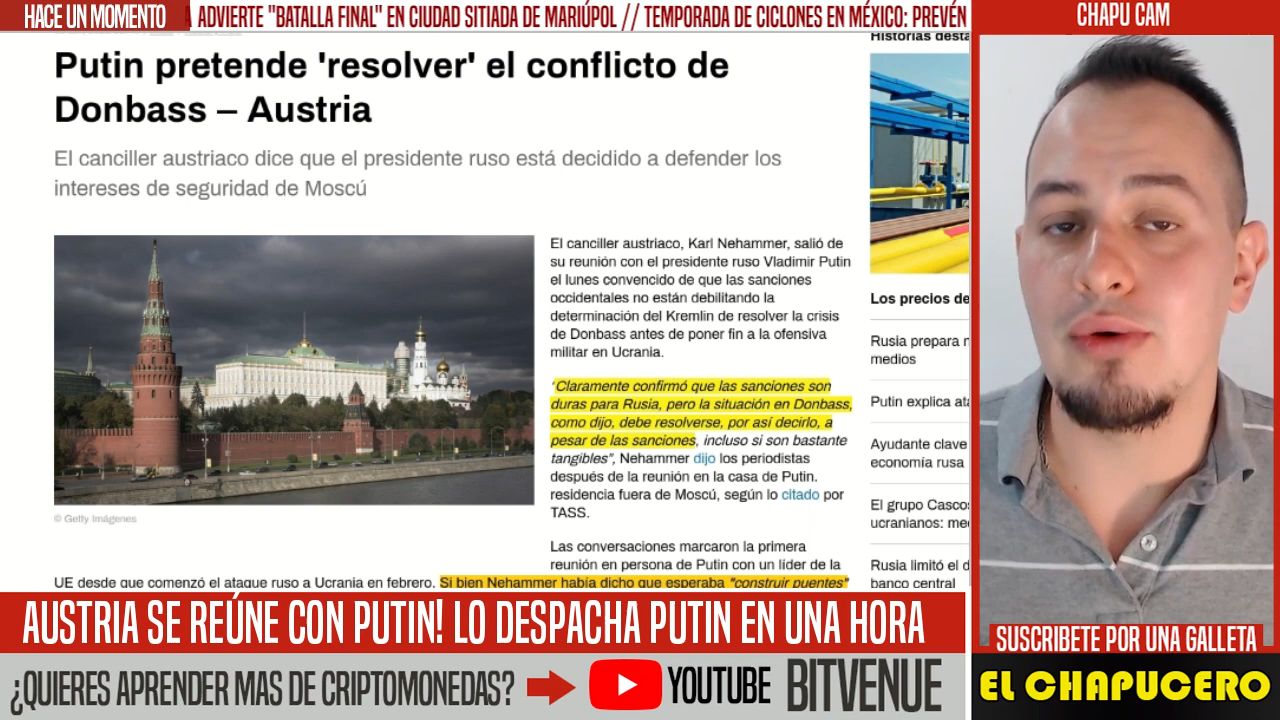 HACE UN MOMENTO
ADVIERTE "BATALLA FINAL" EN CIUDAD SITIADA DE MARIÚPOL // TEMPORADA DE CICLONES EN MÉXICO: PREVÉN
CHAPU CAM
Putin pretende 'resolver' el conflicto de
Donbass – Austria
El canciller austriaco dice que el presidente ruso está decidido a defender los
intereses de seguridad de Moscú
© Getty Imágenes
El canciller austriaco, Karl Nehammer, salió de
su reunión con el presidente ruso Vladimir Putin
el lunes convencido de que las sanciones
occidentales no están debilitando la
determinación del Kremlin de resolver la crisis
de Donbass antes de poner fin a la ofensiva
militar en Ucrania.
“Claramente confirmó que las sanciones son
duras para Rusia, pero la situación en Donbass,
como dijo, debe resolverse, por así decirlo, a
pesar de las sanciones, incluso si son bastante
tangibles”, Nehammer dijo los periodistas
después de la reunión en la casa de Putin.
residencia fuera de Moscú, según lo citado por
TASS.
Las conversaciones marcaron la primera
reunión en persona de Putin con un líder de la
UE desde que comenzó el ataque ruso a Ucrania en febrero. Si bien Nehammer había dicho que esperaba "construir puentes"
Historias
Los precios de
Rusia prepara
medios
Putin explica
Ayudante clave
economía rusa
El grupo
ucranianos:
Rusia limitó el
banco central
AUSTRIA SE REÚNE CON PUTIN! LO DESPACHA PUTIN EN UNA HORA
¿QUIERES APRENDER MAS DE CRIPTOMONEDAS? YOUTUBE BITVENUE
SUSCRIBETE POR UNA GALLETA
EL CHAPUCERO